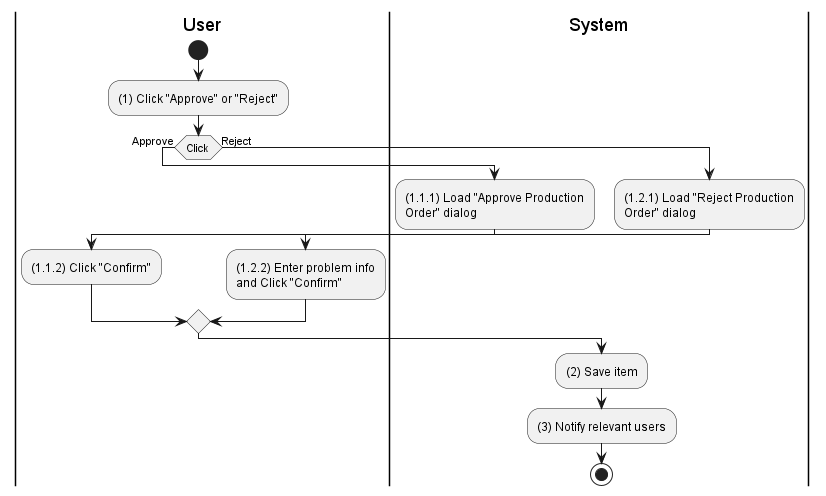 User
System
(1) Click "Approve" or "Reject"
Approve
Click
Reject
(1.1.1) Load "Approve Production
Order" dialog
(1.2.1) Load "Reject Production
Order" dialog
(1.1.2) Click "Confirm"
(1.2.2) Enter problem info
and Click "Confirm"
(2) Save item
(3) Notify relevant users